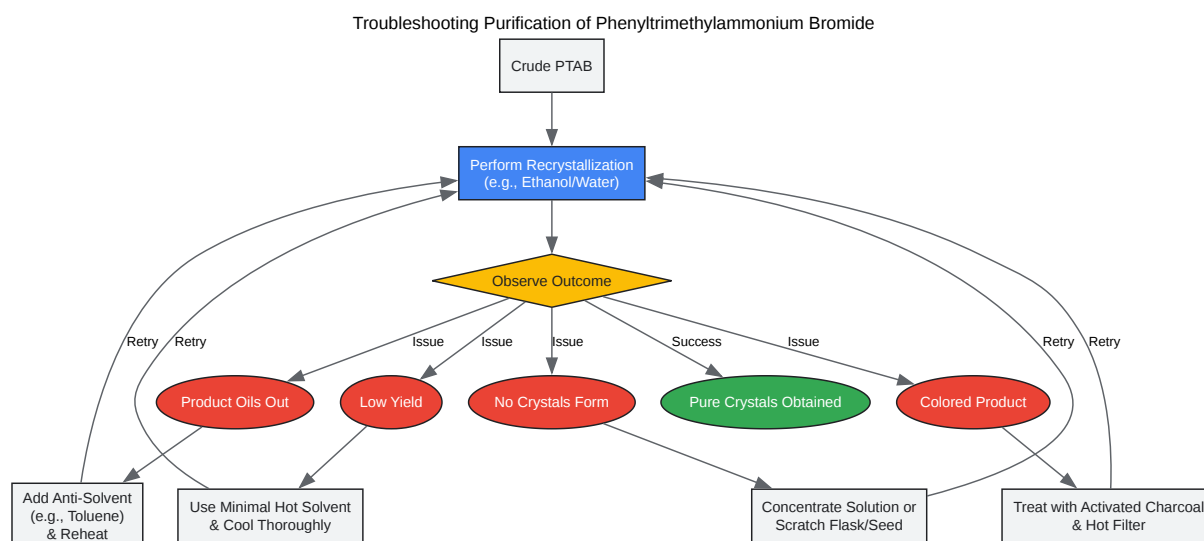 Troubleshooting Purification of Phenyltrimethylammonium Bromide
Crude PTAB
Perform Recrystallization
(e.g., Ethanol/Water)
Observe Outcome
Retry
Retry
Issue
Issue
Issue
Success
Issue
Retry
Retry
Product Oils Out
Low Yield
No Crystals Form
Pure Crystals Obtained
Colored Product
Add Anti-Solvent
(e.g., Toluene)
& Reheat
Use Minimal Hot Solvent
& Cool Thoroughly
Concentrate Solution or
Scratch Flask/Seed
Treat with Activated Charcoal
& Hot Filter